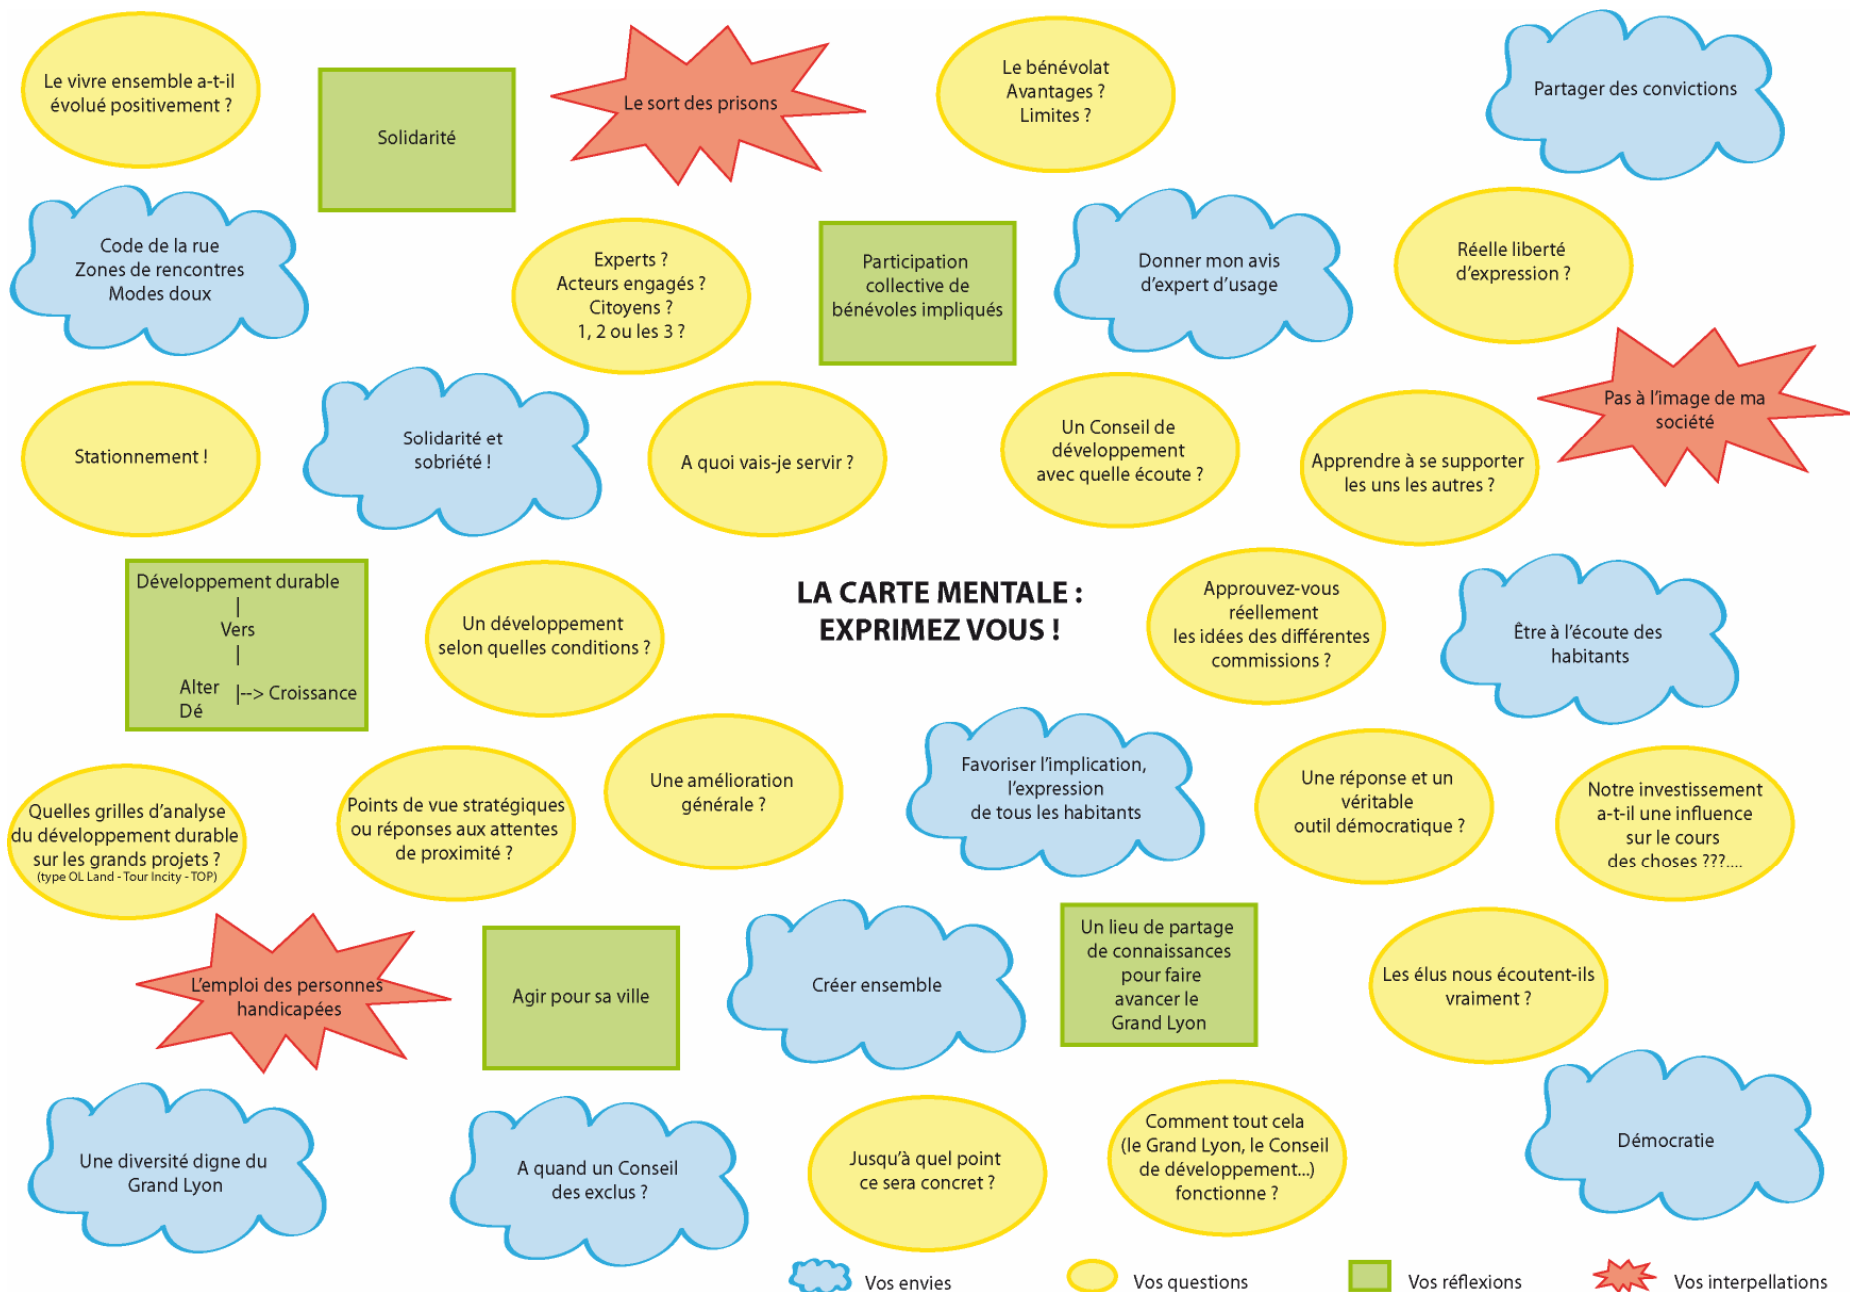 Le vivre ensemble a-t-il
évolué positivement ?
Solidarité
Le sort des prisons
Le bénévolat
Avantages ?
Limites ?
Partager des convictions
Code de la rue
Zones de rencontres
Modes doux
Experts ?
Acteurs engagés ?
Citoyens ?
1, 2 ou les 3 ?
Participation
collective de
bénévoles impliqués
Donner mon avis
d'expert d'usage
Réelle liberté
d'expression ?
Stationnement !
Solidarité et
sobriété !
A quoi vais-je servir ?
Un Conseil de
développement
avec quelle écoute ?
Apprendre à se supporter
les uns les autres ?
Pas à l'image de ma
société
Développement durable
|
Vers
|
Alter |--> Croissance
Dé
Un développement
selon quelles conditions ?
LA CARTE MENTALE :
EXPRIMEZ VOUS !
Approuvez-vous
réellement
les idées des différentes
commissions ?
Être à l'écoute des
habitants
Quelles grilles d'analyse
du développement durable
sur les grands projets ?
(type OL Land - Tour Incity - TOP)
Points de vue stratégiques
ou réponses aux attentes
de proximité ?
Une amélioration
générale ?
Favoriser l'implication,
l'expression
de tous les habitants
Une réponse et un
véritable
outil démocratique ?
Notre investissement
a-t-il une influence
sur le cours
des choses ???....
L'emploi des personnes
handicapées
Agir pour sa ville
Créer ensemble
Un lieu de partage
de connaissances
pour faire
avancer le
Grand Lyon
Les élus nous écoutent-ils
vraiment ?
Une diversité digne du
Grand Lyon
A quand un Conseil
des exclus ?
Jusqu'à quel point
ce sera concret ?
Comment tout cela
(le Grand Lyon, le Conseil
de développement...)
fonctionne ?
Démocratie
Vos envies
Vos questions
Vos réflexions
Vos interpellations